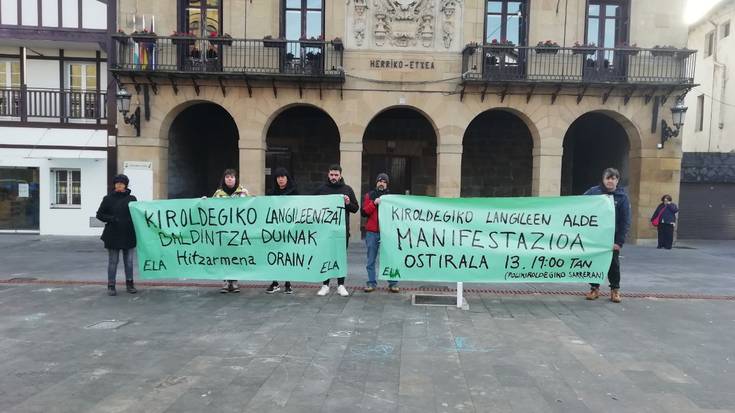 HERRIKO-ETXEA
KIROLDEGIKO LANGILEENTZAT
BALDINTZA DUINAK
ELA Hitzarmena ORAIN! ELA
KIROLDEGIKO LANGILEEN ALDE
MANIFESTAZIOA
OSTIRALA 13, 19:00 TAN
ELA (POLIKIROLDEGIKO SARRERAN)